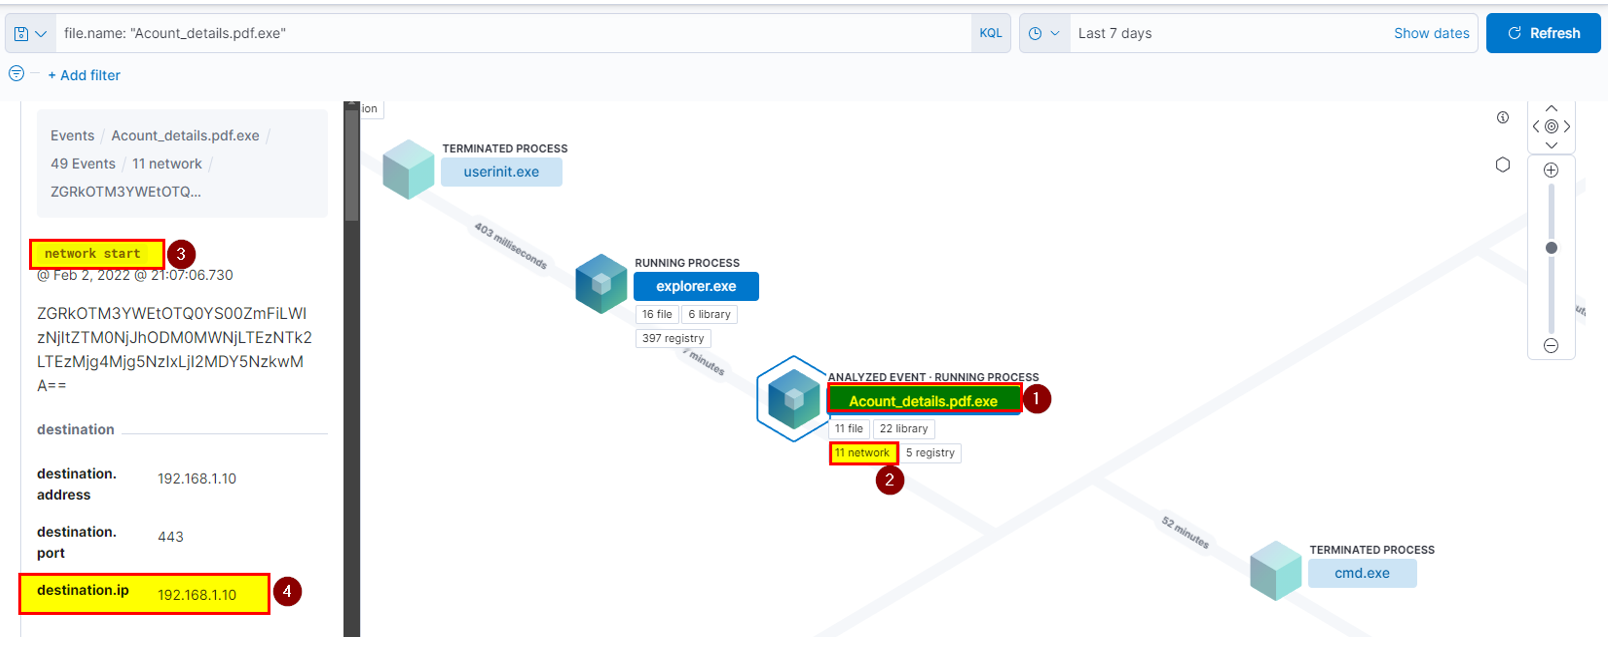 file.name: "Acount_details.pdf.exe"
KQL
Last 7 days
Show dates
Refresh
+ Add filter
Events / Acount_details.pdf.exe /
49 Events / 11 network /
ZGRkOTM3YWEtOTQ...
network start
3
@ Feb 2, 2022 @ 21:07:06.730
ZGRkOTM3YWEtOTQ0YS00ZmFiLWI
zNjItZTM0NjJhODM0MWNjLTEzNTk2
LTEzMjg4Mjg5NzIxLjI2MDY5NzkwM
A==
destination
destination.
address
192.168.1.10
destination.
port
443
destination.ip
192.168.1.10
4
ion
TERMINATED PROCESS
userinit.exe
403 milliseconds
RUNNING PROCESS
explorer.exe
16 file
6 library
397 registry
7 minutes
ANALYZED EVENT · RUNNING PROCESS
Acount_details.pdf.exe
1
11 file
22 library
11 network
5 registry
2
52 minutes
TERMINATED PROCESS
cmd.exe